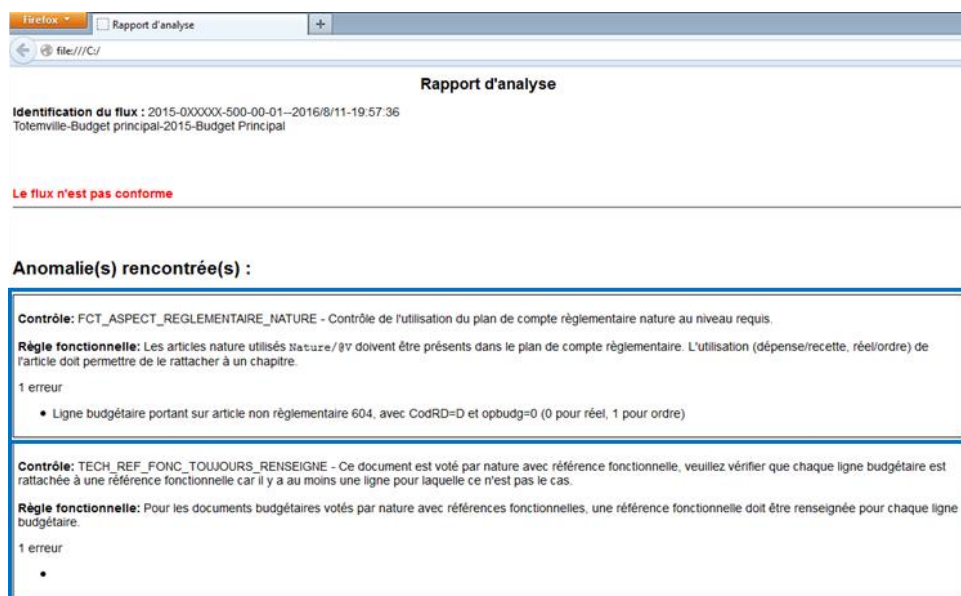 Firefox
Rapport d'analyse
+
file:///C:/
Rapport d'analyse
Identification du flux : 2015-0XXXXX-500-00-01--2016/8/11-19:57:36
Totemville-Budget principal-2015-Budget Principal
Le flux n'est pas conforme
Anomalie(s) rencontrée(s) :
Contrôle: FCT_ASPECT_REGLEMENTAIRE_NATURE - Contrôle de l'utilisation du plan de compte règlementaire nature au niveau requis.
Règle fonctionnelle: Les articles nature utilisés Nature/@V doivent être présents dans le plan de compte règlementaire. L'utilisation (dépense/recette, réel/ordre) de
l'article doit permettre de le rattacher à un chapitre.
1 erreur
• Ligne budgétaire portant sur article non règlementaire 604, avec CodRD=D et opbudg=0 (0 pour réel, 1 pour ordre)
Contrôle: TECH_REF_FONC_TOUJOURS_RENSEIGNE - Ce document est voté par nature avec référence fonctionnelle, veuillez vérifier que chaque ligne budgétaire est
rattachée à une référence fonctionnelle car il y a au moins une ligne pour laquelle ce n'est pas le cas.
Règle fonctionnelle: Pour les documents budgétaires votés par nature avec références fonctionnelles, une référence fonctionnelle doit être renseignée pour chaque ligne
budgétaire.
1 erreur
•